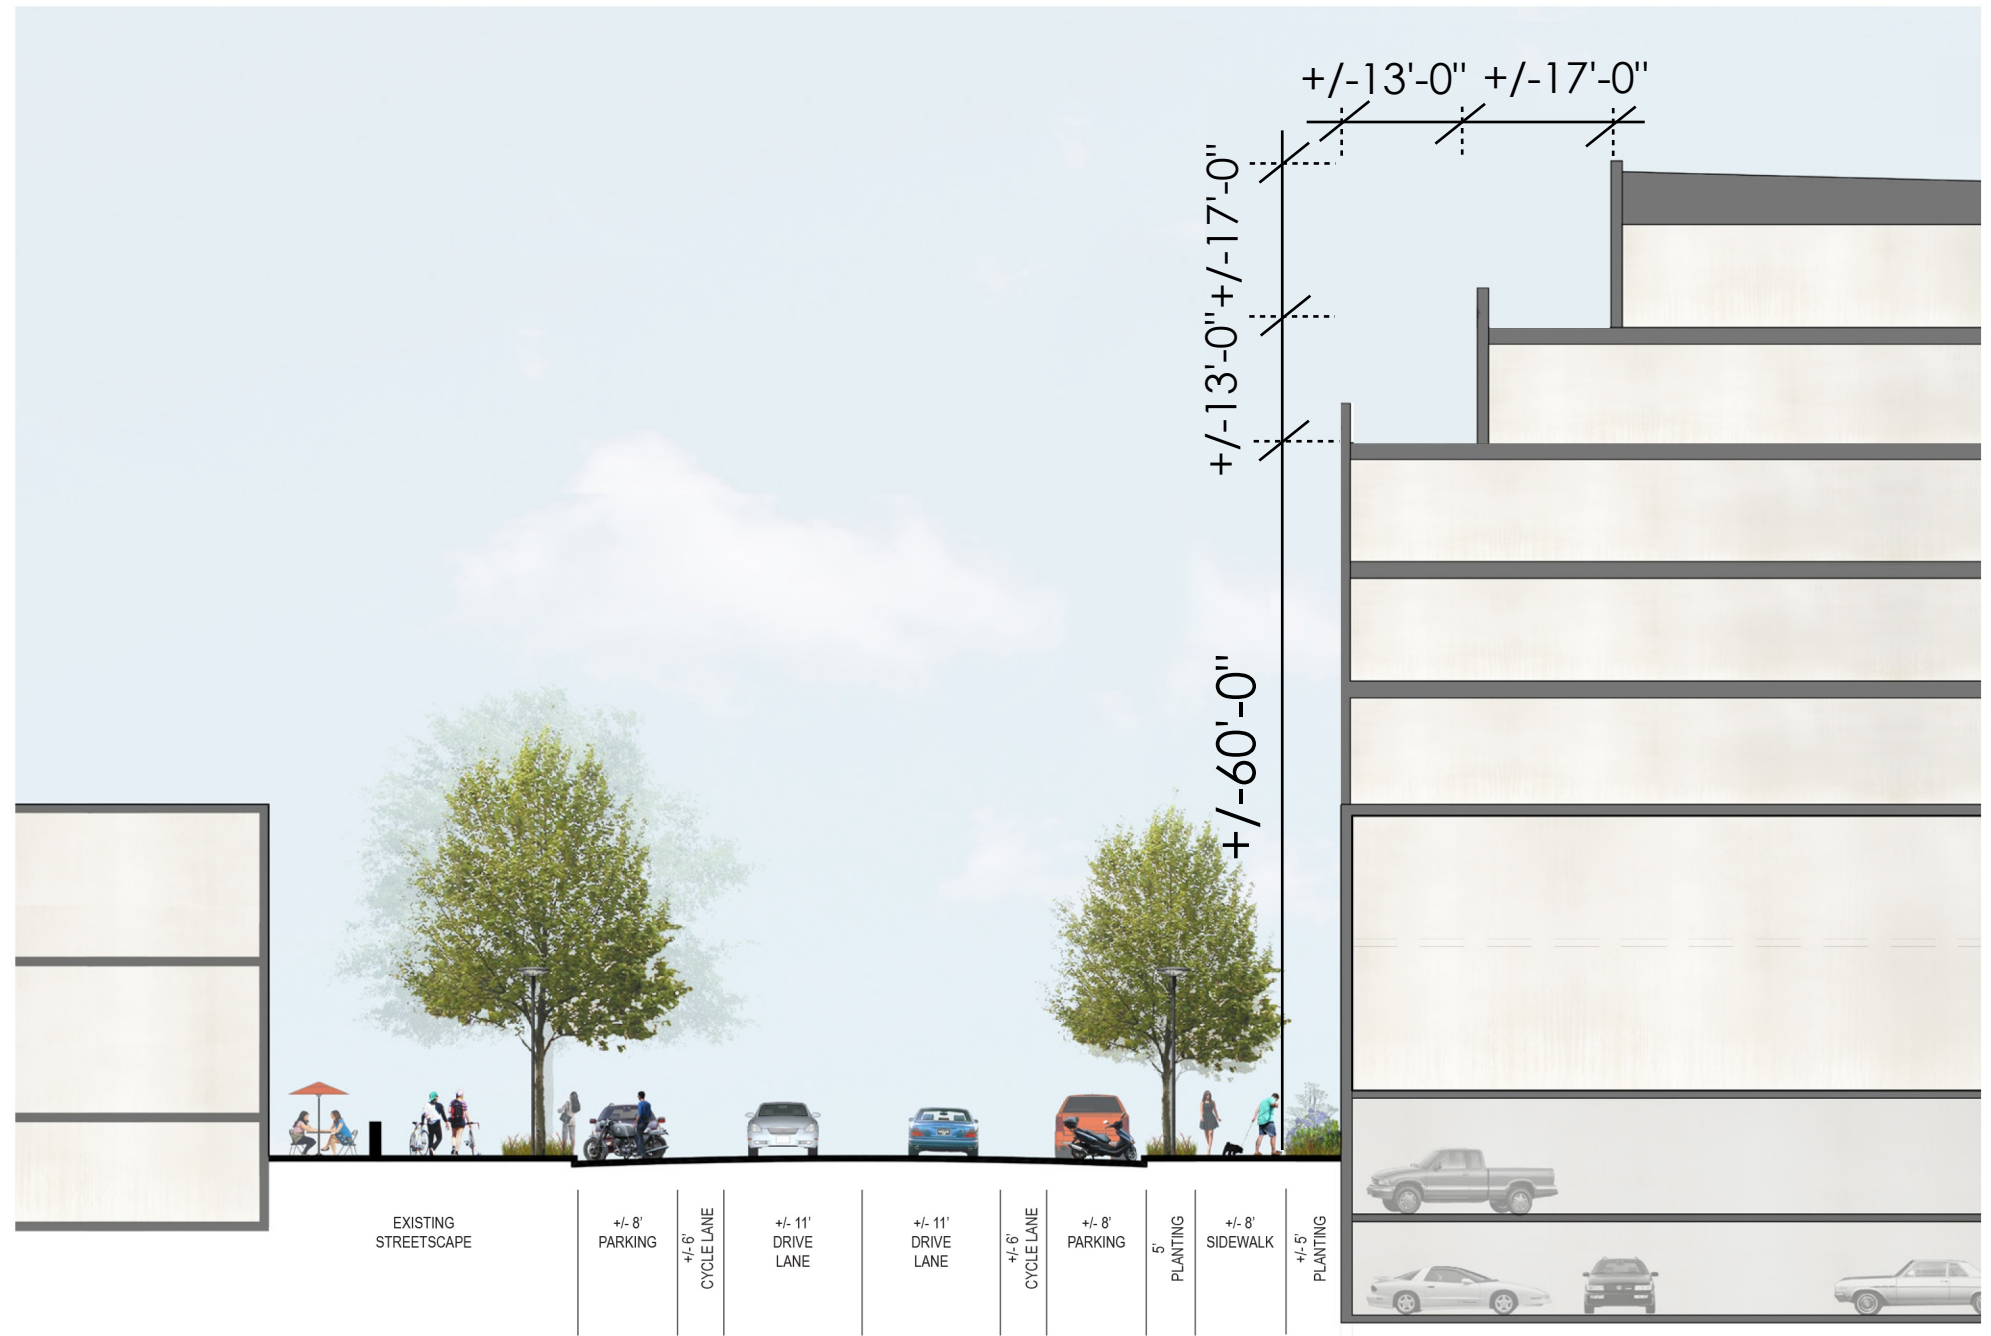 +/-13'-0" +/-17'-0"
+/-17'-0"
+/-13'-0"
+/-60'-0"
EXISTING
STREETSCAPE
+/- 8'
PARKING
+/- 6'
CYCLE LANE
+/- 11'
DRIVE
LANE
+/- 11'
DRIVE
LANE
+/- 6'
CYCLE LANE
+/- 8'
PARKING
5'
PLANTING
+/- 8'
SIDEWALK
+/- 5'
PLANTING